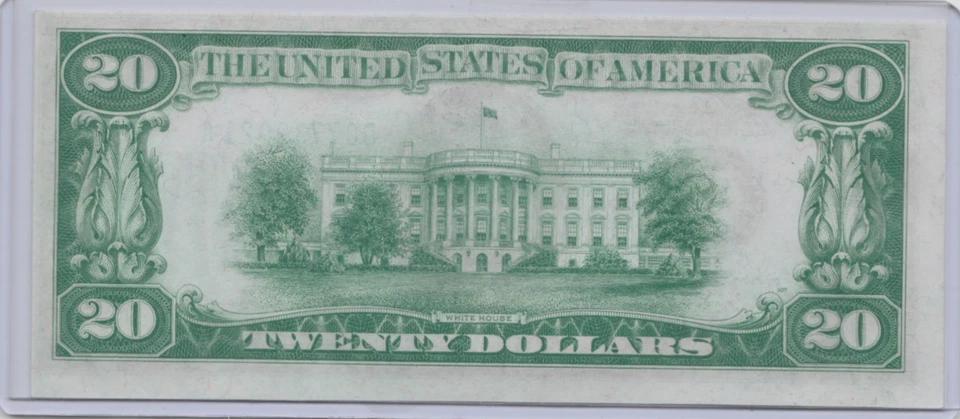 20 THE UNITED STATES OF AMERICA 20
WHITE HOUSE
20 TWENTY DOLLARS 20